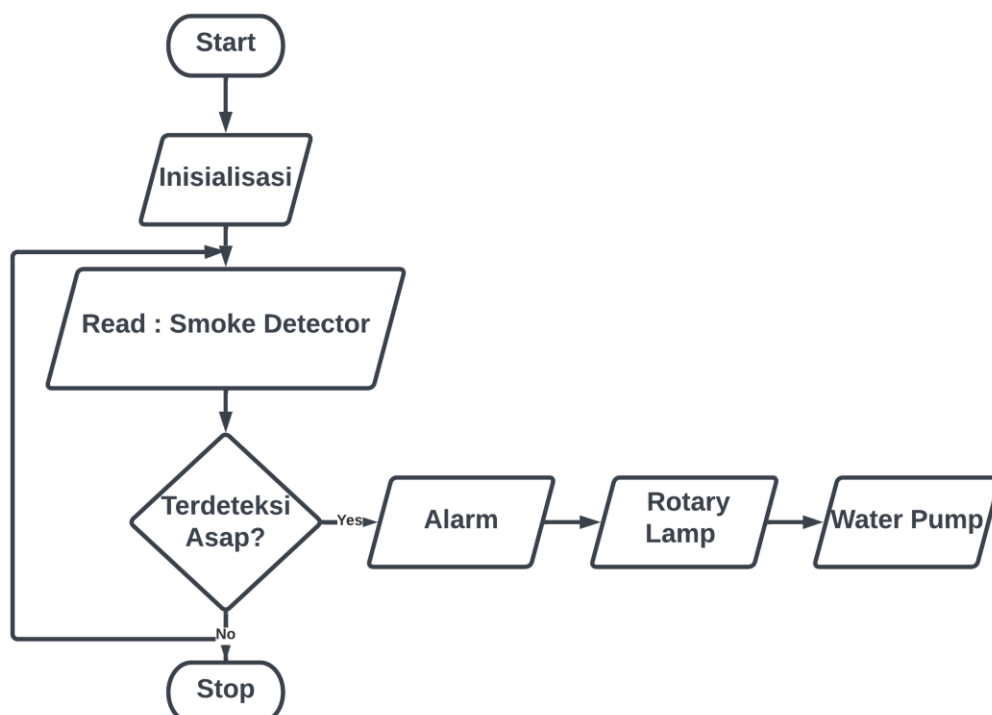 Start
Inisialisasi
Read : Smoke Detector
Terdeteksi
Asap?
Yes
Alarm
Rotary
Lamp
Water Pump
No
Stop